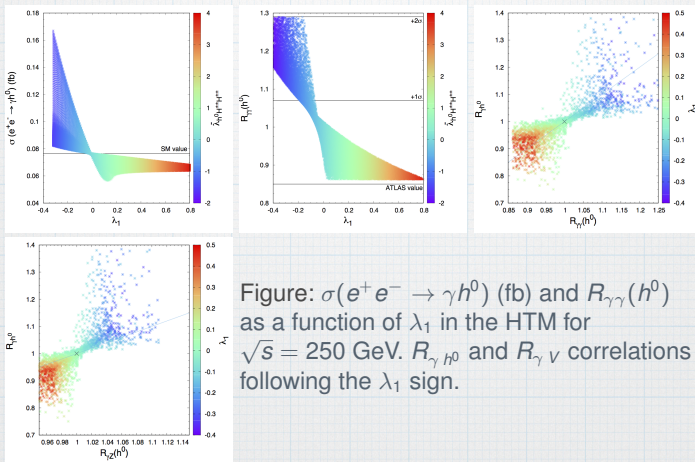 σ (e⁺e⁻ → γh⁰) (fb)
0.18
0.16
0.14
0.12
0.1
0.08
0.06
0.04
SM value
-0.4 -0.2 0 0.2 0.4 0.6 0.8
λ₁
4
3
2
1
0
-1
-2
R_γγ(h⁰)
1.3
1.2
1.1
1
0.9
0.8
+2σ
+1σ
ATLAS value
-0.4 -0.2 0 0.2 0.4 0.6 0.8
λ₁
4
3
2
1
0
-1
-2
R_γh⁰
1.4
1.3
1.2
1.1
1
0.9
0.8
0.7
0.85 0.9 0.95 1 1.05 1.1 1.15 1.2 1.25
R_γγ(h⁰)
0.5
0.4
0.3
0.2
0.1
0
-0.1
-0.2
-0.3
-0.4
λ₁
R_γh⁰
1.4
1.3
1.2
1.1
1
0.9
0.8
0.7
0.96 0.98 1 1.02 1.04 1.06 1.08 1.1 1.12 1.14
R_γZ(h⁰)
0.5
0.4
0.3
0.2
0.1
0
-0.1
-0.2
-0.3
-0.4
λ₁
Figure: σ(e⁺e⁻ → γh⁰) (fb) and R_γγ(h⁰)
as a function of λ₁ in the HTM for
√s = 250 GeV. R_γ h⁰ and R_γ V correlations
following the λ₁ sign.